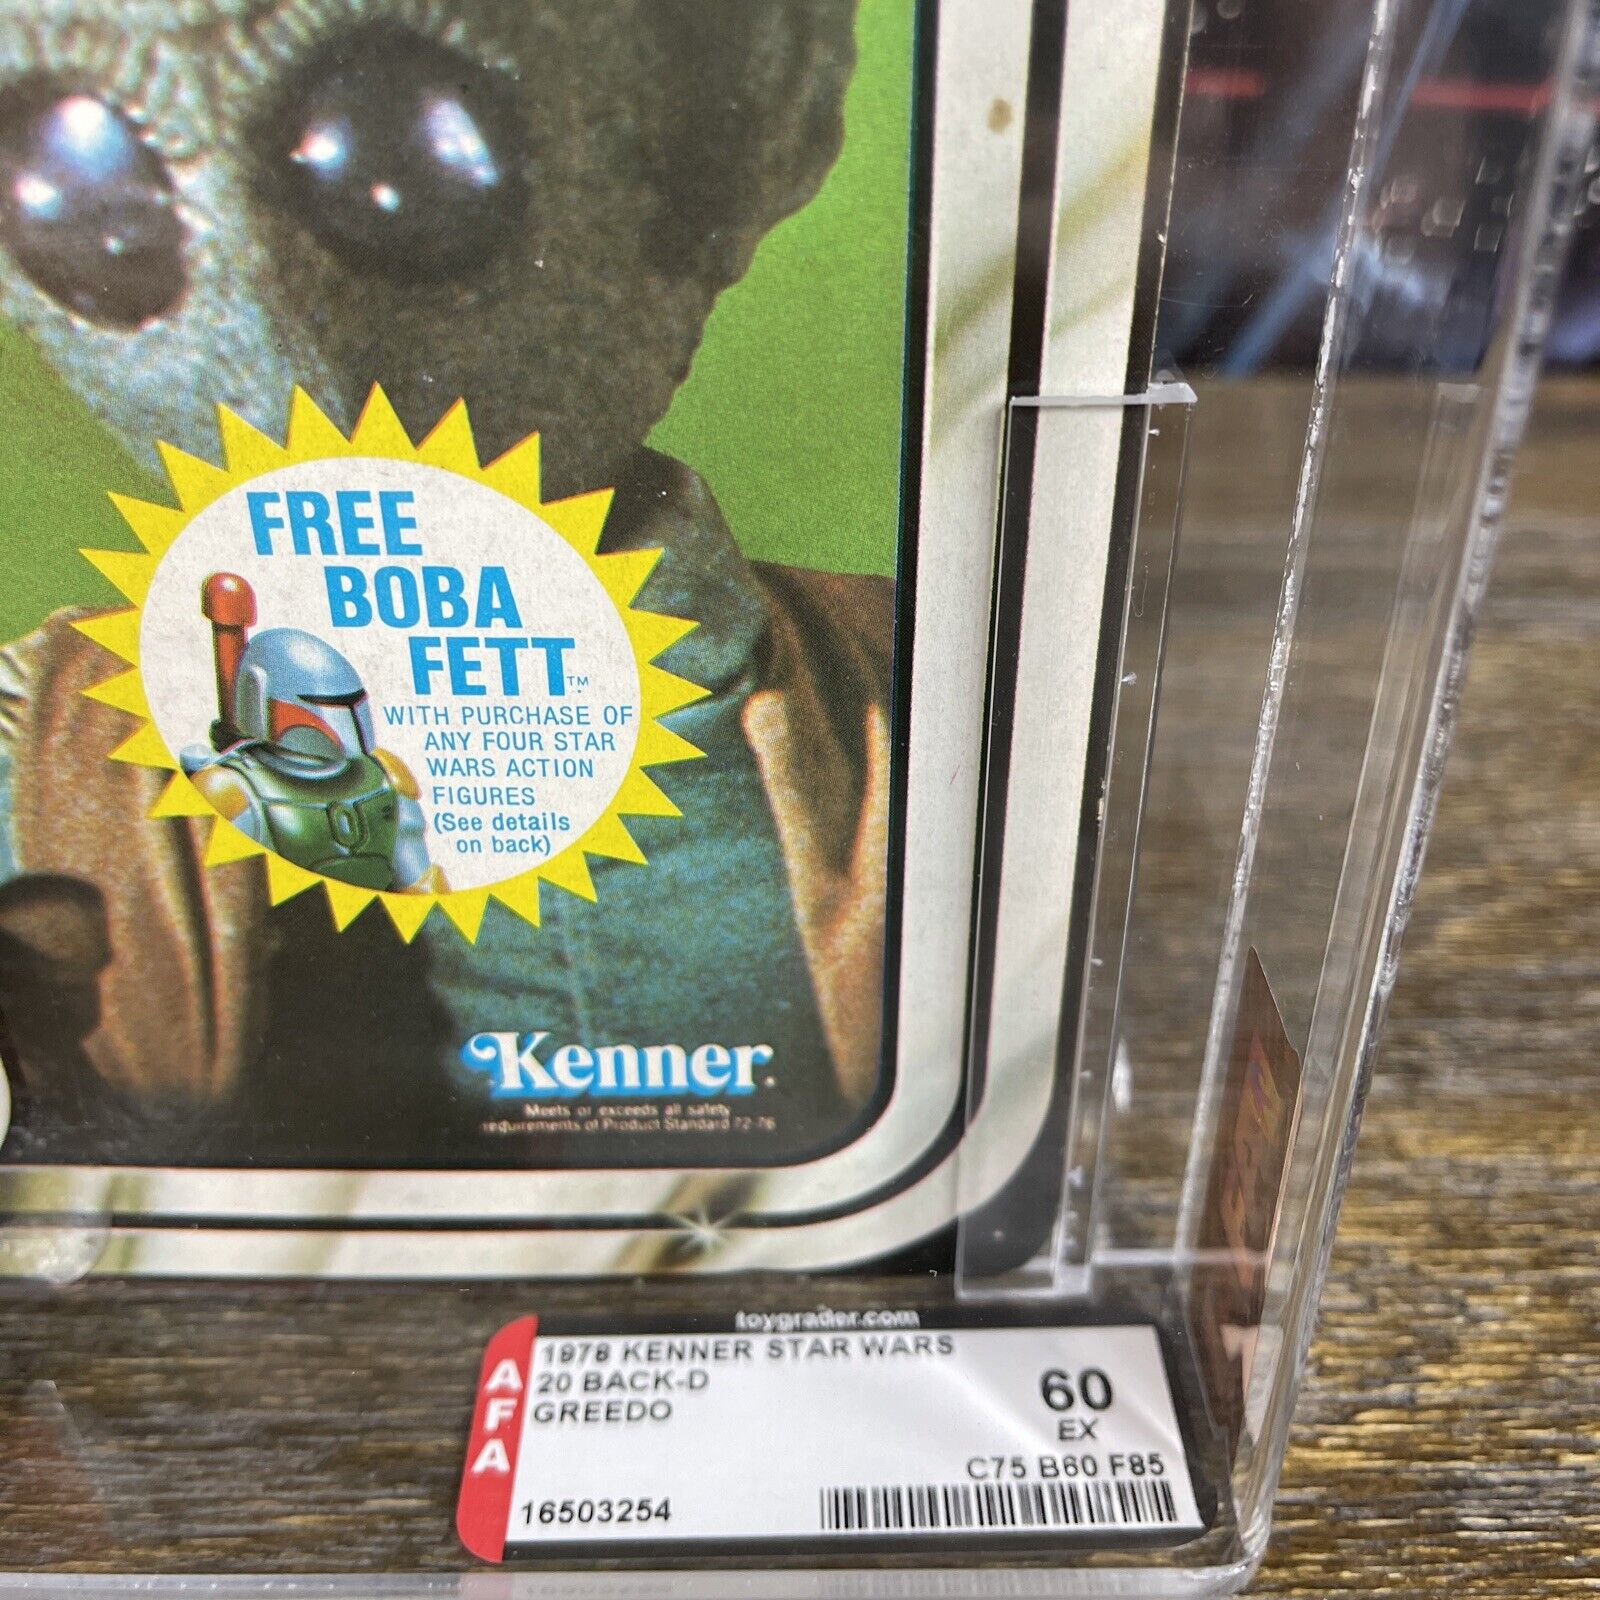 FREE
BOBA
FETT™
WITH PURCHASE OF
ANY FOUR STAR
WARS ACTION
FIGURES
(See details
on back)
Kenner.
Meets or exceeds all safety
requirements of Product Standard 72-76
toygrader.com
AFA
1978 KENNER STAR WARS
20 BACK-D
GREEDO
60
EX
C75 B60 F85
16503254